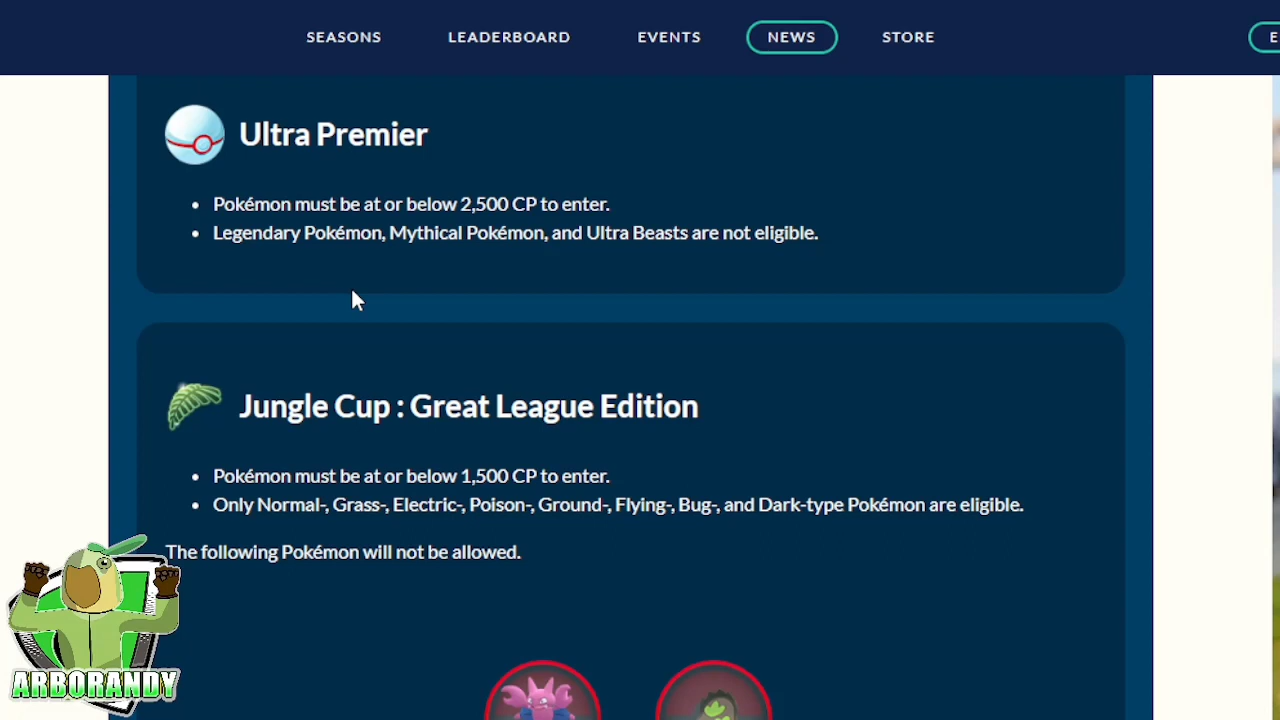 SEASONS LEADERBOARD EVENTS NEWS STORE E
Ultra Premier
• Pokémon must be at or below 2,500 CP to enter.
• Legendary Pokémon, Mythical Pokémon, and Ultra Beasts are not eligible.
Jungle Cup : Great League Edition
• Pokémon must be at or below 1,500 CP to enter.
• Only Normal-, Grass-, Electric-, Poison-, Ground-, Flying-, Bug-, and Dark-type Pokémon are eligible.
The following Pokémon will not be allowed.
ARBORANDY